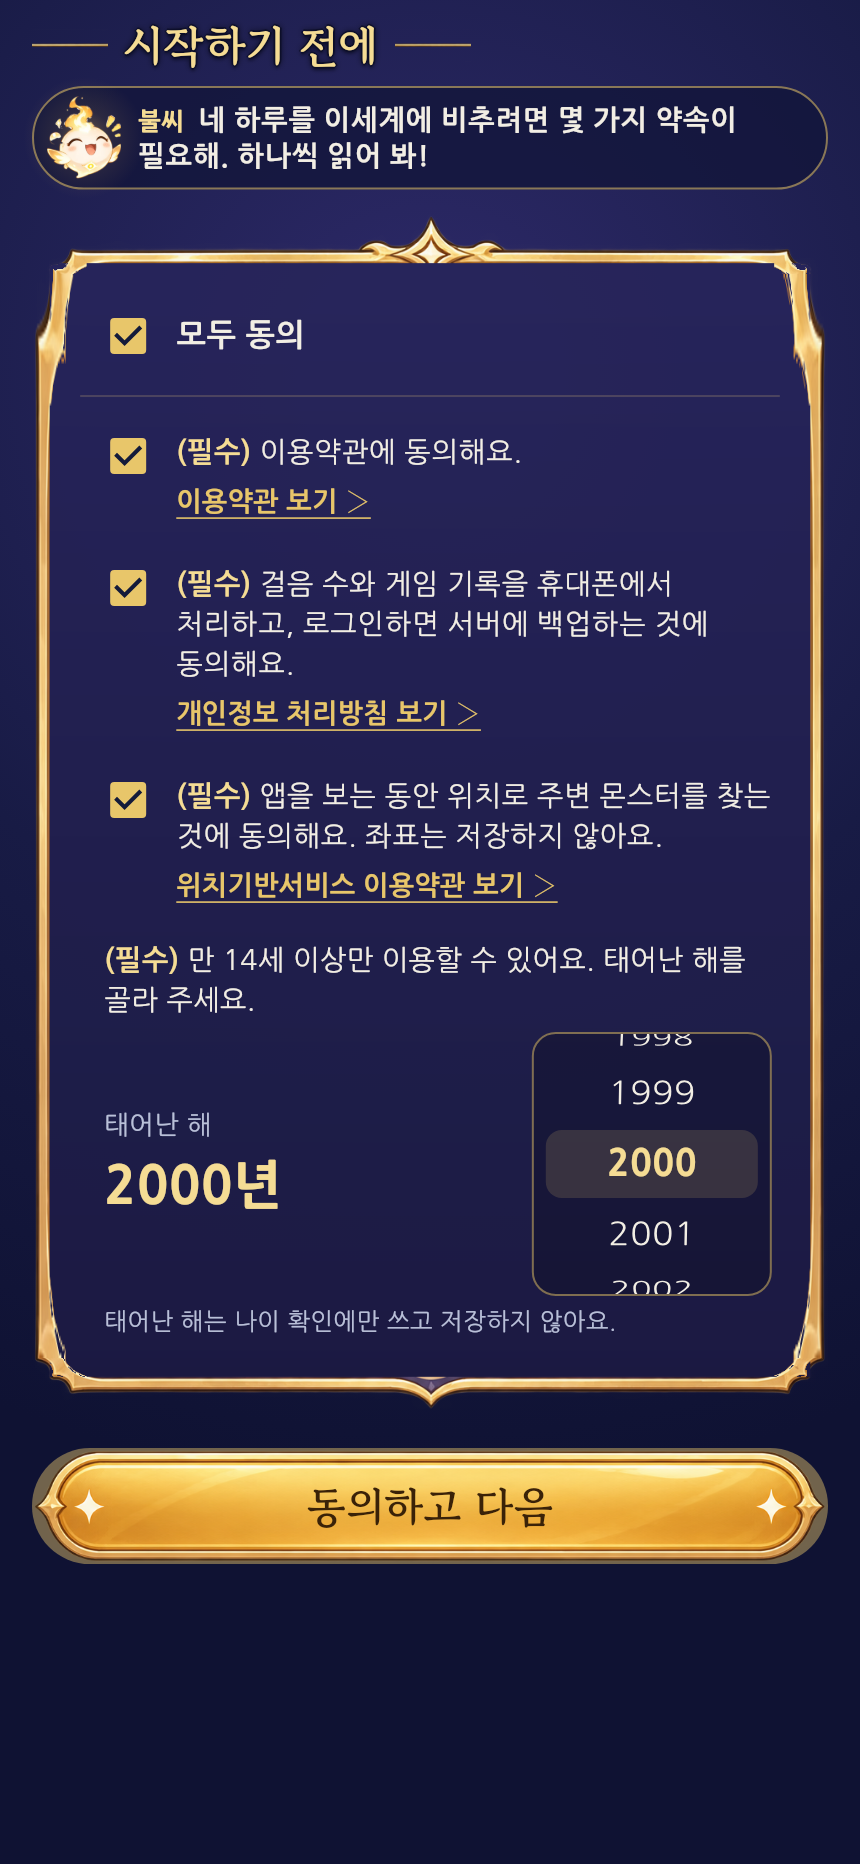 시작하기 전에
불씨 네 하루를 이세계에 비추려면 몇 가지 약속이
필요해. 하나씩 읽어 봐!
모두 동의
(필수) 이용약관에 동의해요.
이용약관 보기 >
(필수) 걸음 수와 게임 기록을 휴대폰에서
처리하고, 로그인하면 서버에 백업하는 것에
동의해요.
개인정보 처리방침 보기 >
(필수) 앱을 보는 동안 위치로 주변 몬스터를 찾는
것에 동의해요. 좌표는 저장하지 않아요.
위치기반서비스 이용약관 보기 >
(필수) 만 14세 이상만 이용할 수 있어요. 태어난 해를
골라 주세요.
1998
1999
태어난 해
2000년
2000
2001
2002
태어난 해는 나이 확인에만 쓰고 저장하지 않아요.
동의하고 다음